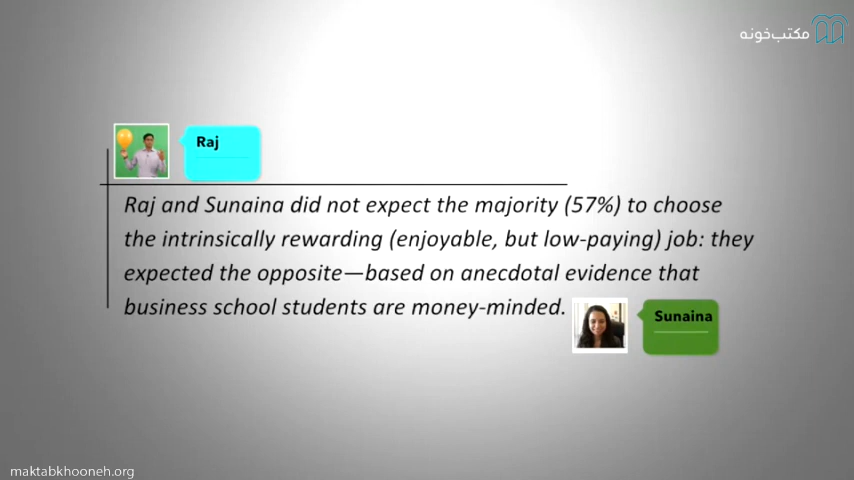 مکتب‌خونه
Raj
Raj and Sunaina did not expect the majority (57%) to choose
the intrinsically rewarding (enjoyable, but low-paying) job: they
expected the opposite—based on anecdotal evidence that
business school students are money-minded.
Sunaina
maktabkhooneh.org